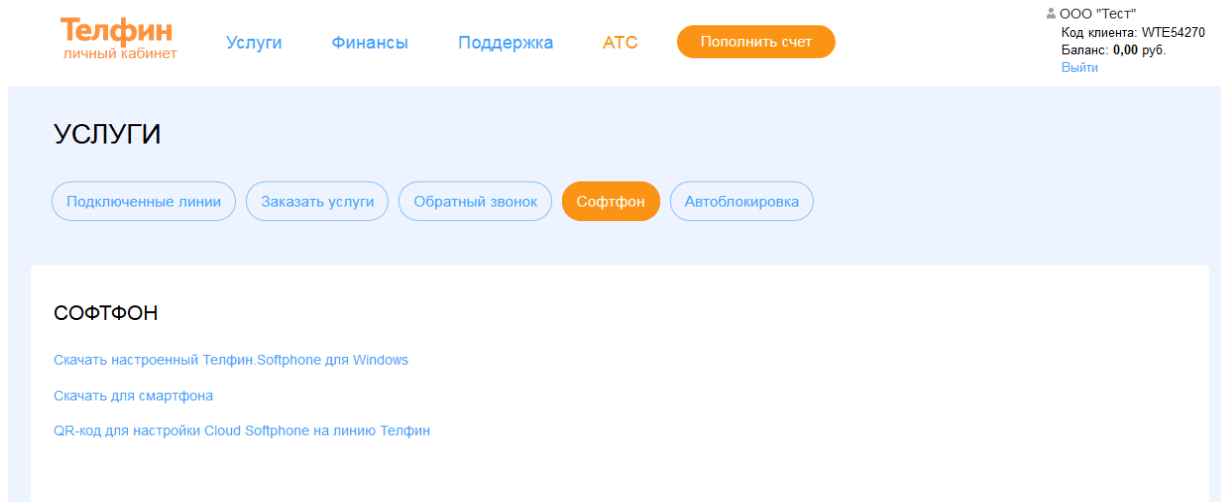 Телфин
личный кабинет
Услуги
Финансы
Поддержка
АТС
Пополнить счет
ООО "Тест"
Код клиента: WTE54270
Баланс: 0,00 руб.
Выйти
УСЛУГИ
Подключенные линии
Заказать услуги
Обратный звонок
Софтфон
Автоблокировка
СОФТФОН
Скачать настроенный Телфин.Softphone для Windows
Скачать для смартфона
QR-код для настройки Cloud Softphone на линию Телфин